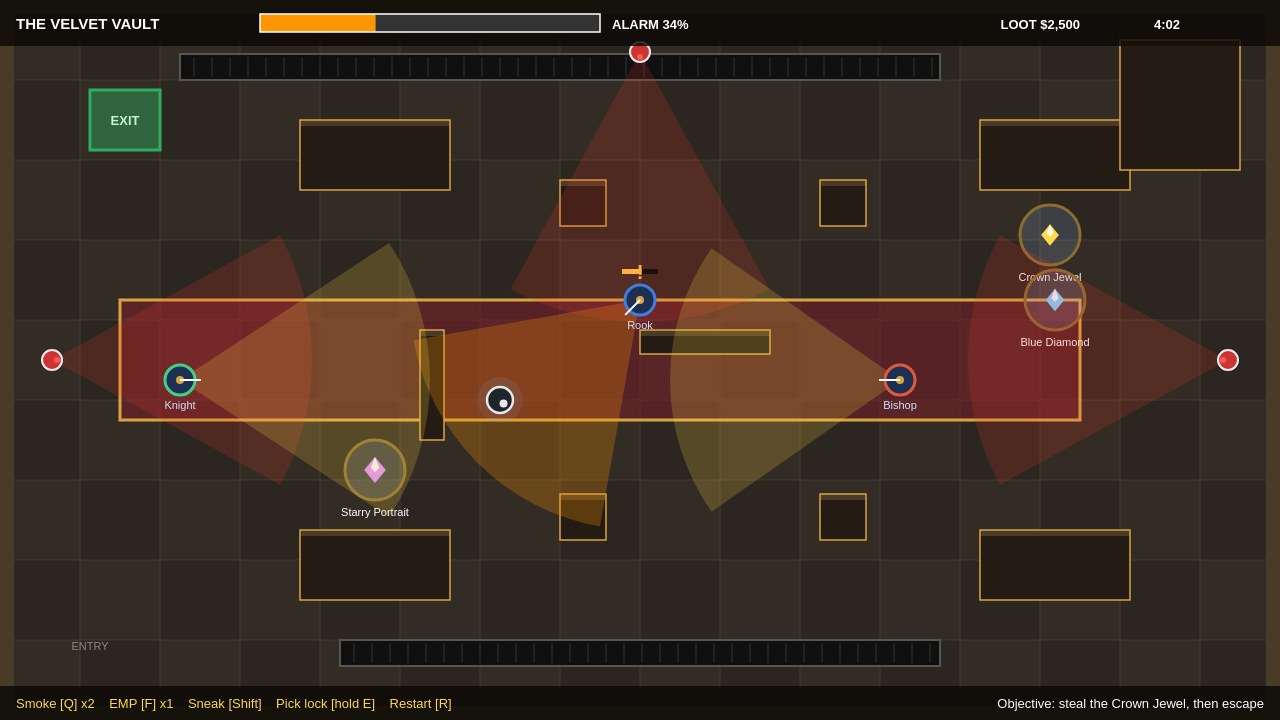 THE VELVET VAULT
ALARM 34%
LOOT $2,500
4:02
EXIT
Crown Jewel
Rook
Blue Diamond
Knight
Bishop
Starry Portrait
ENTRY
Smoke [Q] x2 EMP [F] x1 Sneak [Shift] Pick lock [hold E] Restart [R]
Objective: steal the Crown Jewel, then escape